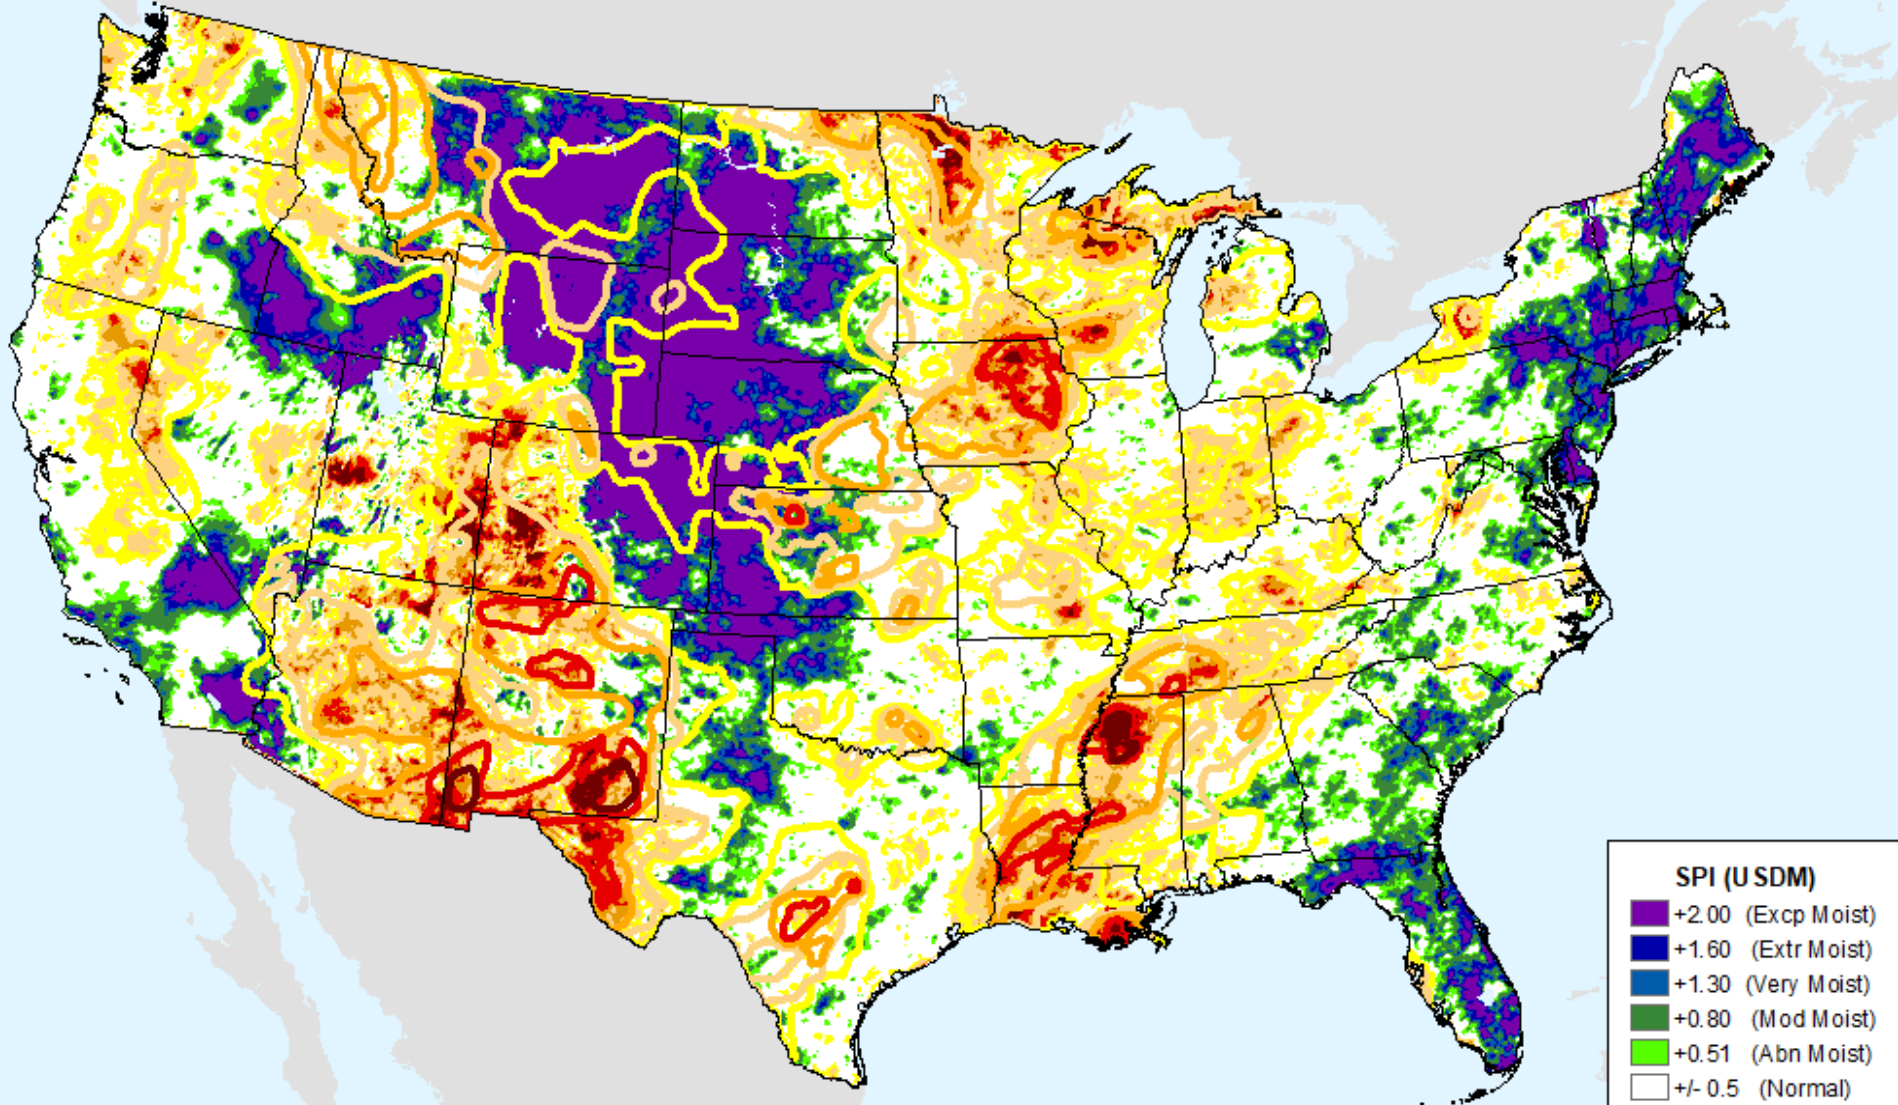 SPI (USDM)
+2.00 (Excp Moist)
+1.60 (Extr Moist)
+1.30 (Very Moist)
+0.80 (Mod Moist)
+0.51 (Abn Moist)
+/- 0.5 (Normal)